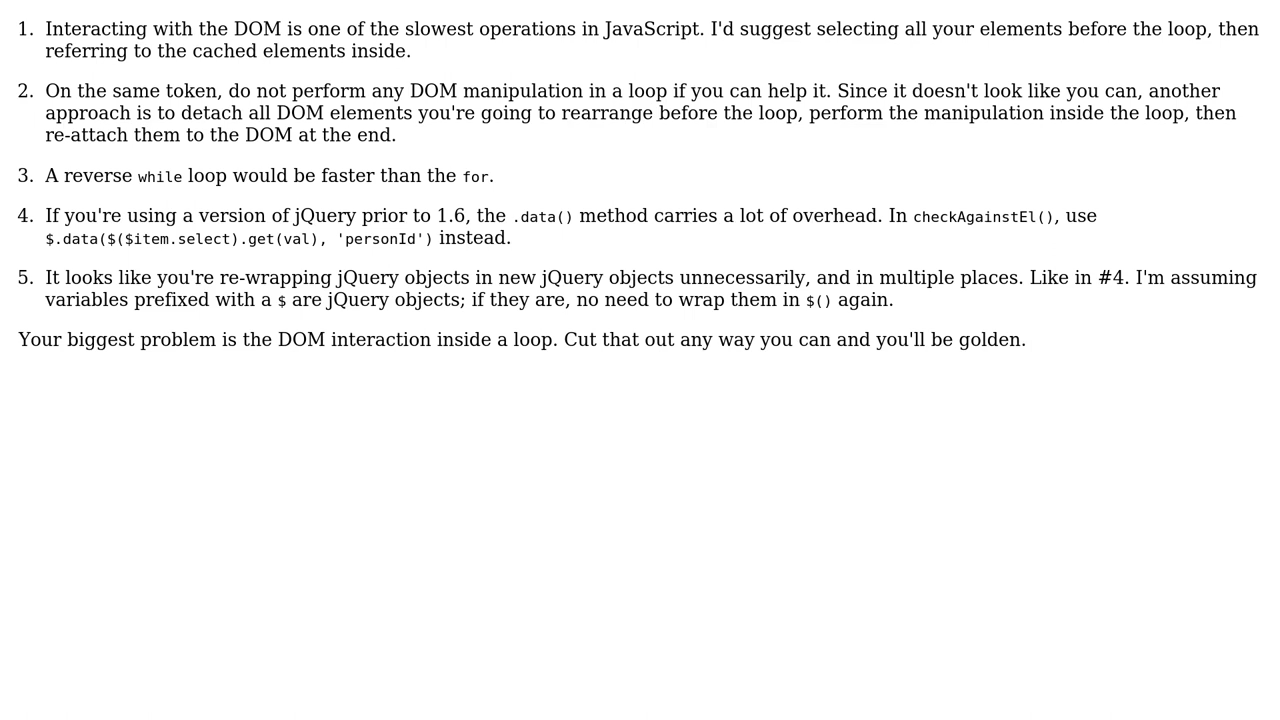 1. Interacting with the DOM is one of the slowest operations in JavaScript. I'd suggest selecting all your elements before the loop, then
referring to the cached elements inside.
2. On the same token, do not perform any DOM manipulation in a loop if you can help it. Since it doesn't look like you can, another
approach is to detach all DOM elements you're going to rearrange before the loop, perform the manipulation inside the loop, then
re-attach them to the DOM at the end.
3. A reverse while loop would be faster than the for.
4. If you're using a version of jQuery prior to 1.6, the .data() method carries a lot of overhead. In checkAgainstEl(), use
$.data($($item.select).get(val), 'personId') instead.
5. It looks like you're re-wrapping jQuery objects in new jQuery objects unnecessarily, and in multiple places. Like in #4. I'm assuming
variables prefixed with a $ are jQuery objects; if they are, no need to wrap them in $() again.
Your biggest problem is the DOM interaction inside a loop. Cut that out any way you can and you'll be golden.